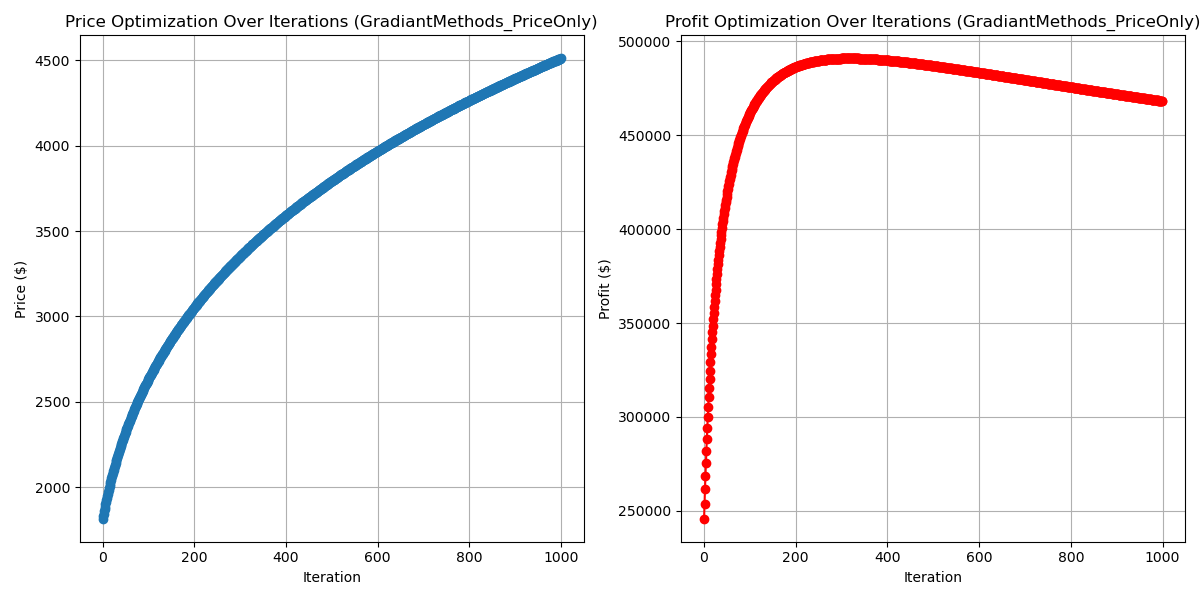 Price Optimization Over Iterations (GradiantMethods_PriceOnly)
Price ($)
4500
4000
3500
3000
2500
2000
0 200 400 600 800 1000
Iteration
Profit Optimization Over Iterations (GradiantMethods_PriceOnly)
Profit ($)
500000
450000
400000
350000
300000
250000
0 200 400 600 800 1000
Iteration